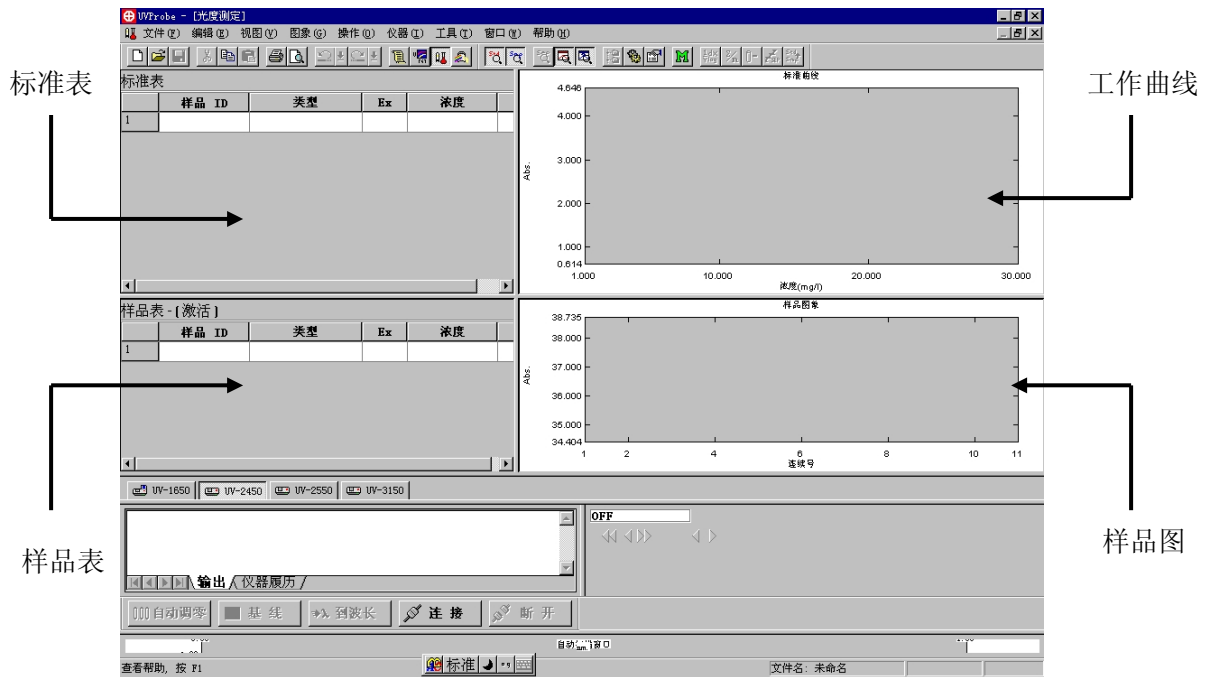 UVProbe - [光度测定]
文件(F) 编辑(E) 视图(V) 图象(G) 操作(O) 仪器(I) 工具(T) 窗口(W) 帮助(H)
标准表
标准表
样品 ID 类型 Ex 浓度
1
标准曲线
4.646
4.000
3.000
2.000
1.000
0.614
Abs.
1.000 10.000 20.000 30.000
浓度(mg/l)
工作曲线
样品表 - [ 激活 ]
样品 ID 类型 Ex 浓度
1
样品图象
38.735
38.000
37.000
36.000
35.000
34.404
Abs.
1 2 4 6 8 10 11
连续号
样品表
样品图
UV-1650 UV-2450 UV-2550 UV-3150
OFF
输出 仪器履历
自动调零 基 线 到波长 连 接 断 开
查看帮助, 按 F1
标准
文件名: 未命名